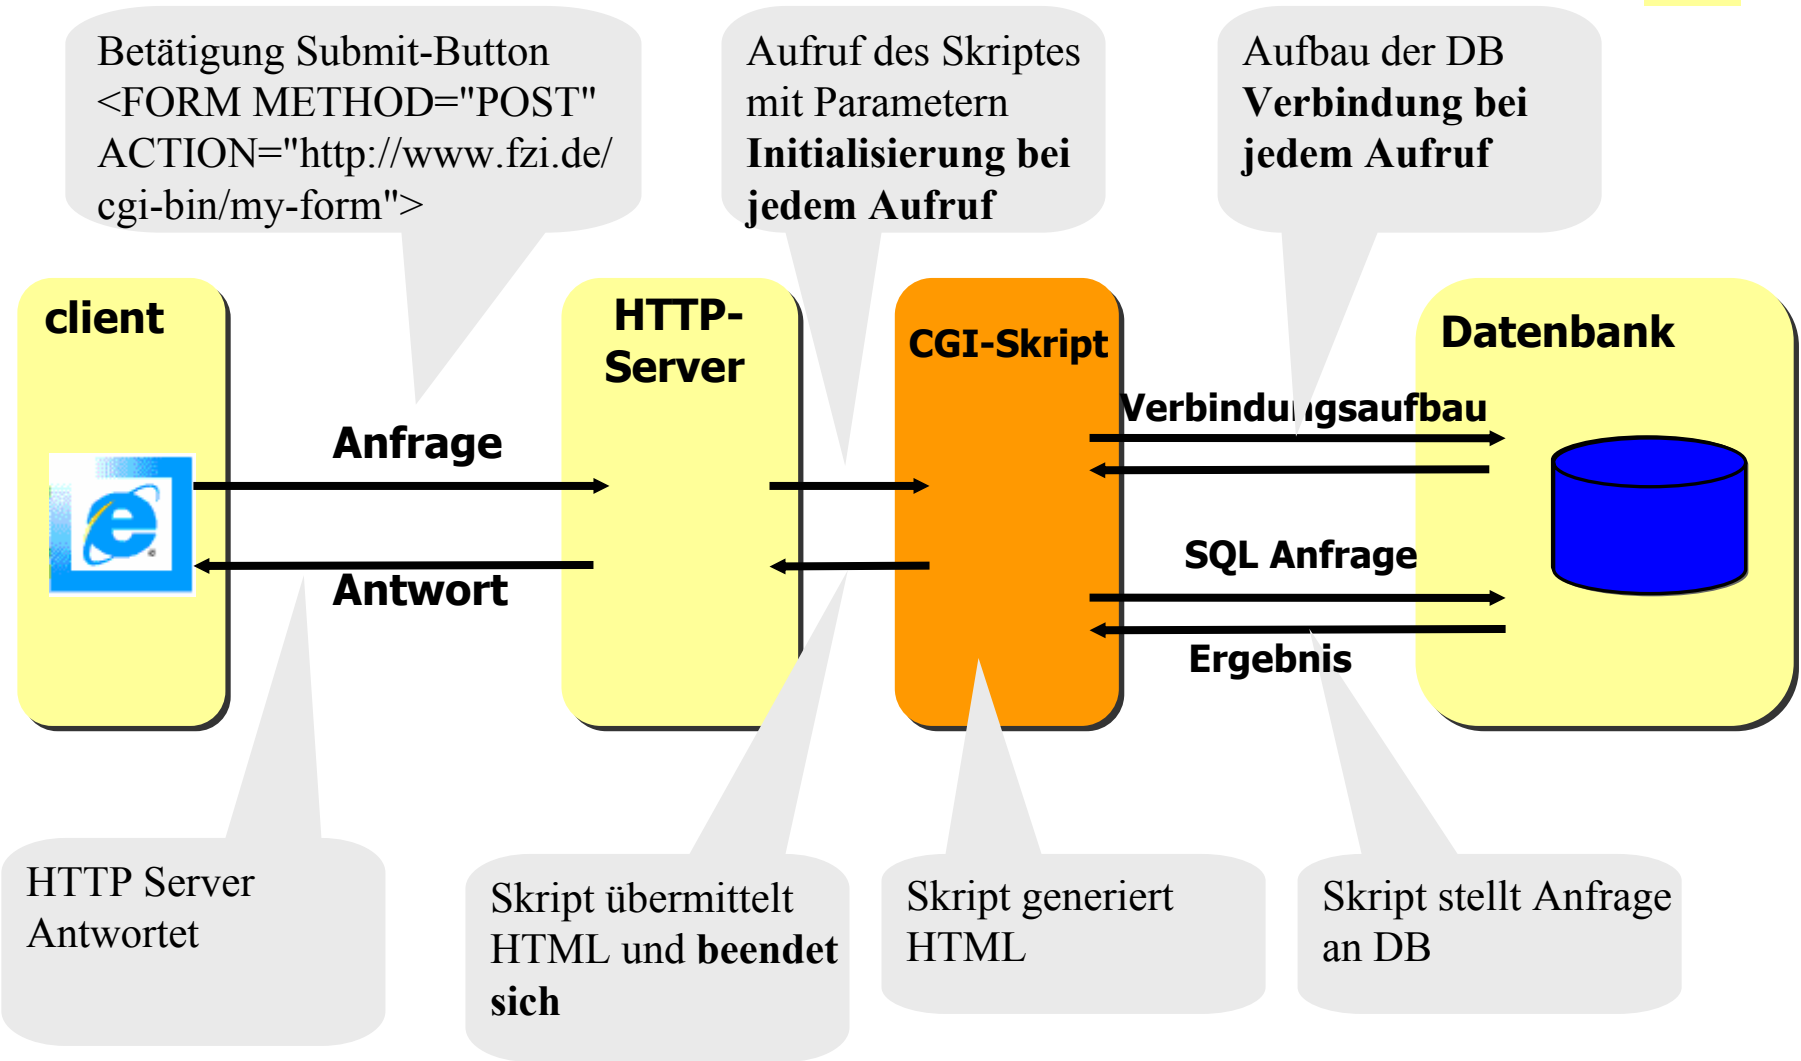 Betätigung Submit-Button
<FORM METHOD="POST"
ACTION="http://www.fzi.de/
cgi-bin/my-form">
Aufruf des Skriptes
mit Parametern
Initialisierung bei
jedem Aufruf
Aufbau der DB
Verbindung bei
jedem Aufruf
client
HTTP-
Server
CGI-Skript
Datenbank
Anfrage
Antwort
Verbindungsaufbau
SQL Anfrage
Ergebnis
HTTP Server
Antwortet
Skript übermittelt
HTML und beendet
sich
Skript generiert
HTML
Skript stellt Anfrage
an DB